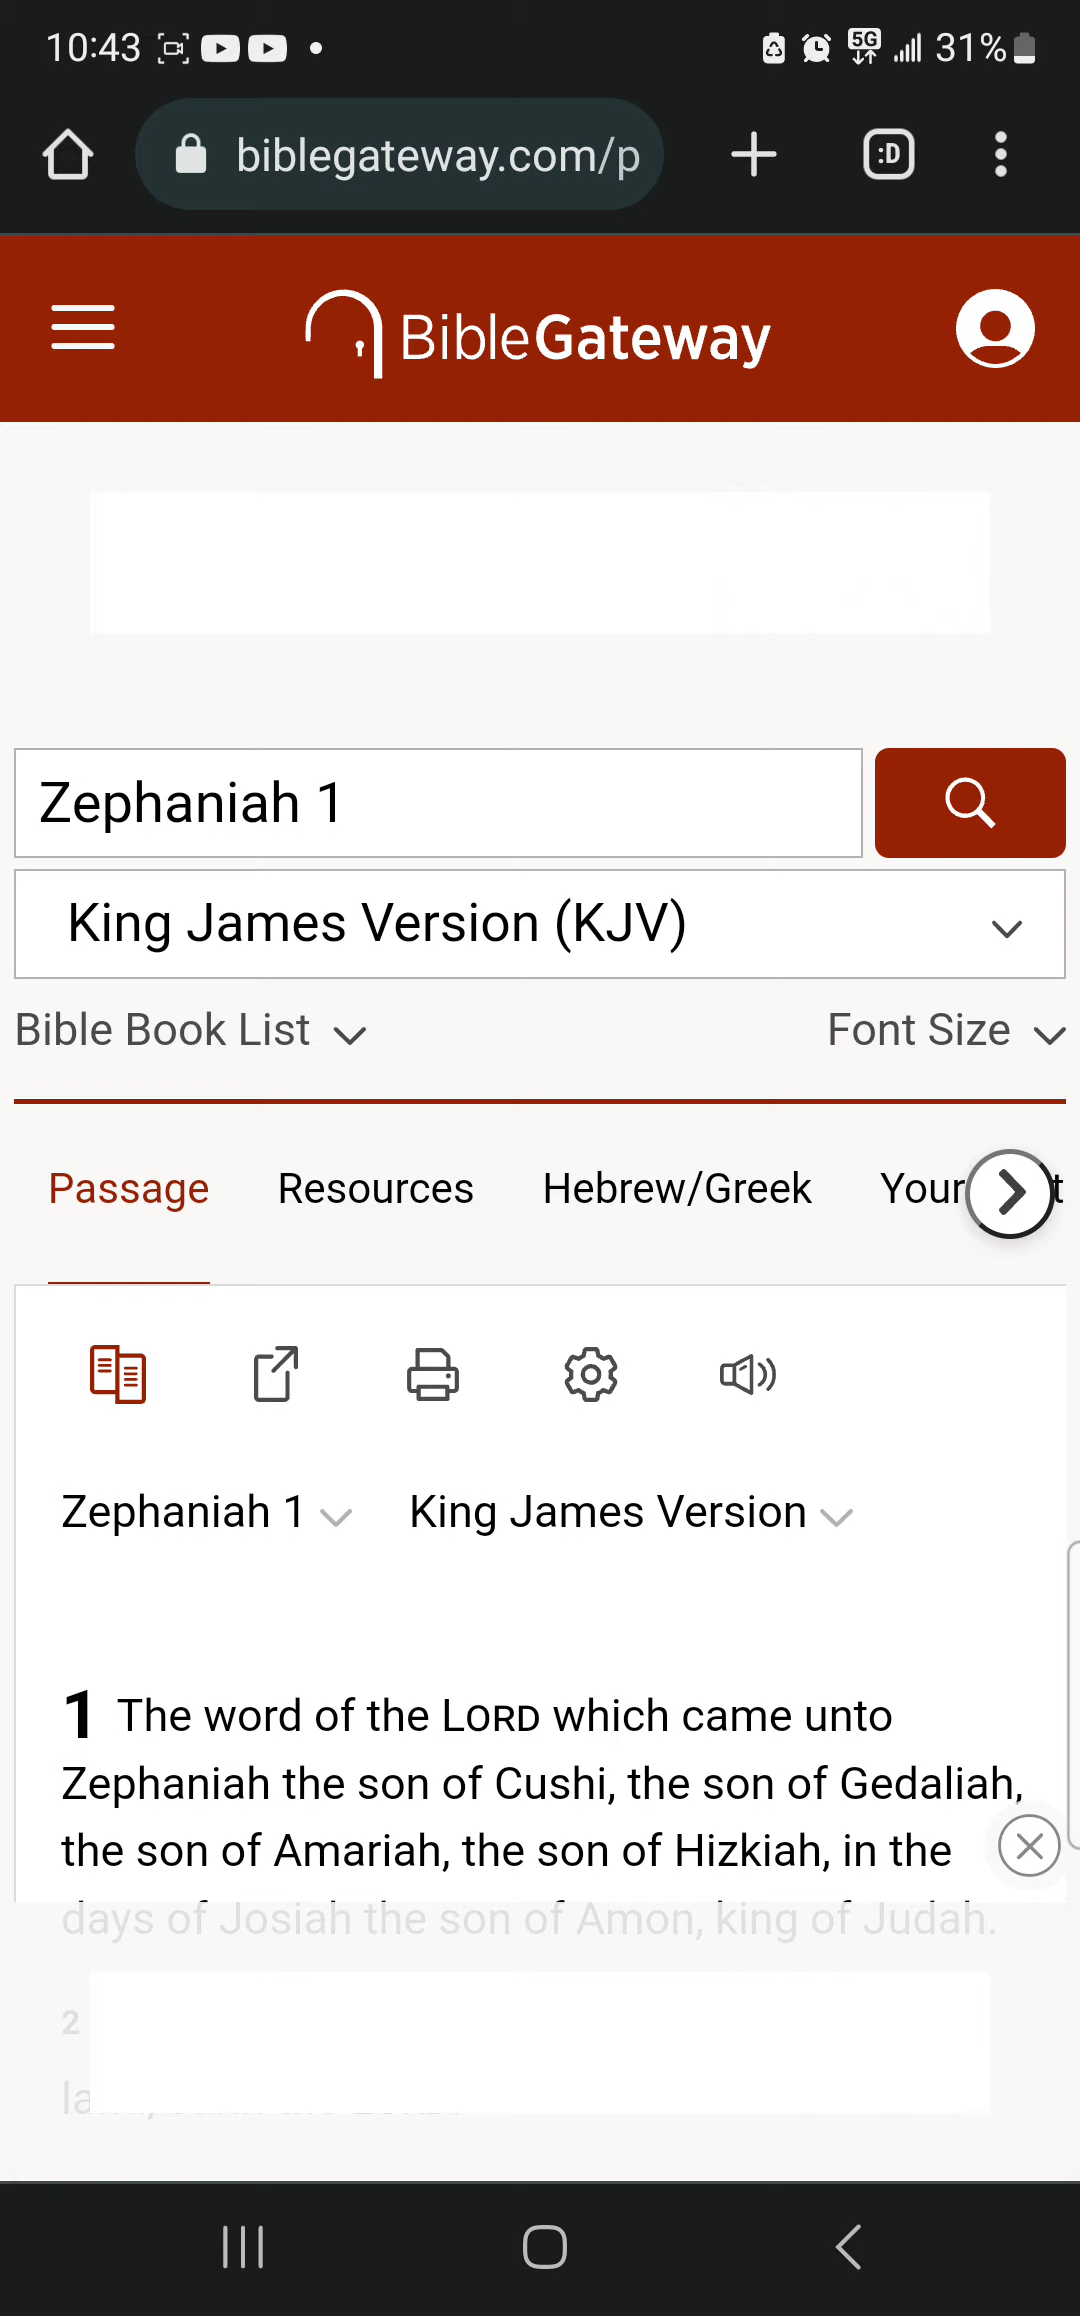 10:43 5G 31%
biblegateway.com/p :D
BibleGateway
Zephaniah 1
King James Version (KJV)
Bible Book List Font Size
Passage Resources Hebrew/Greek Your
Zephaniah 1 King James Version
1 The word of the LORD which came unto
Zephaniah the son of Cushi, the son of Gedaliah,
the son of Amariah, the son of Hizkiah, in the
days of Josiah the son of Amon, king of Judah.
2